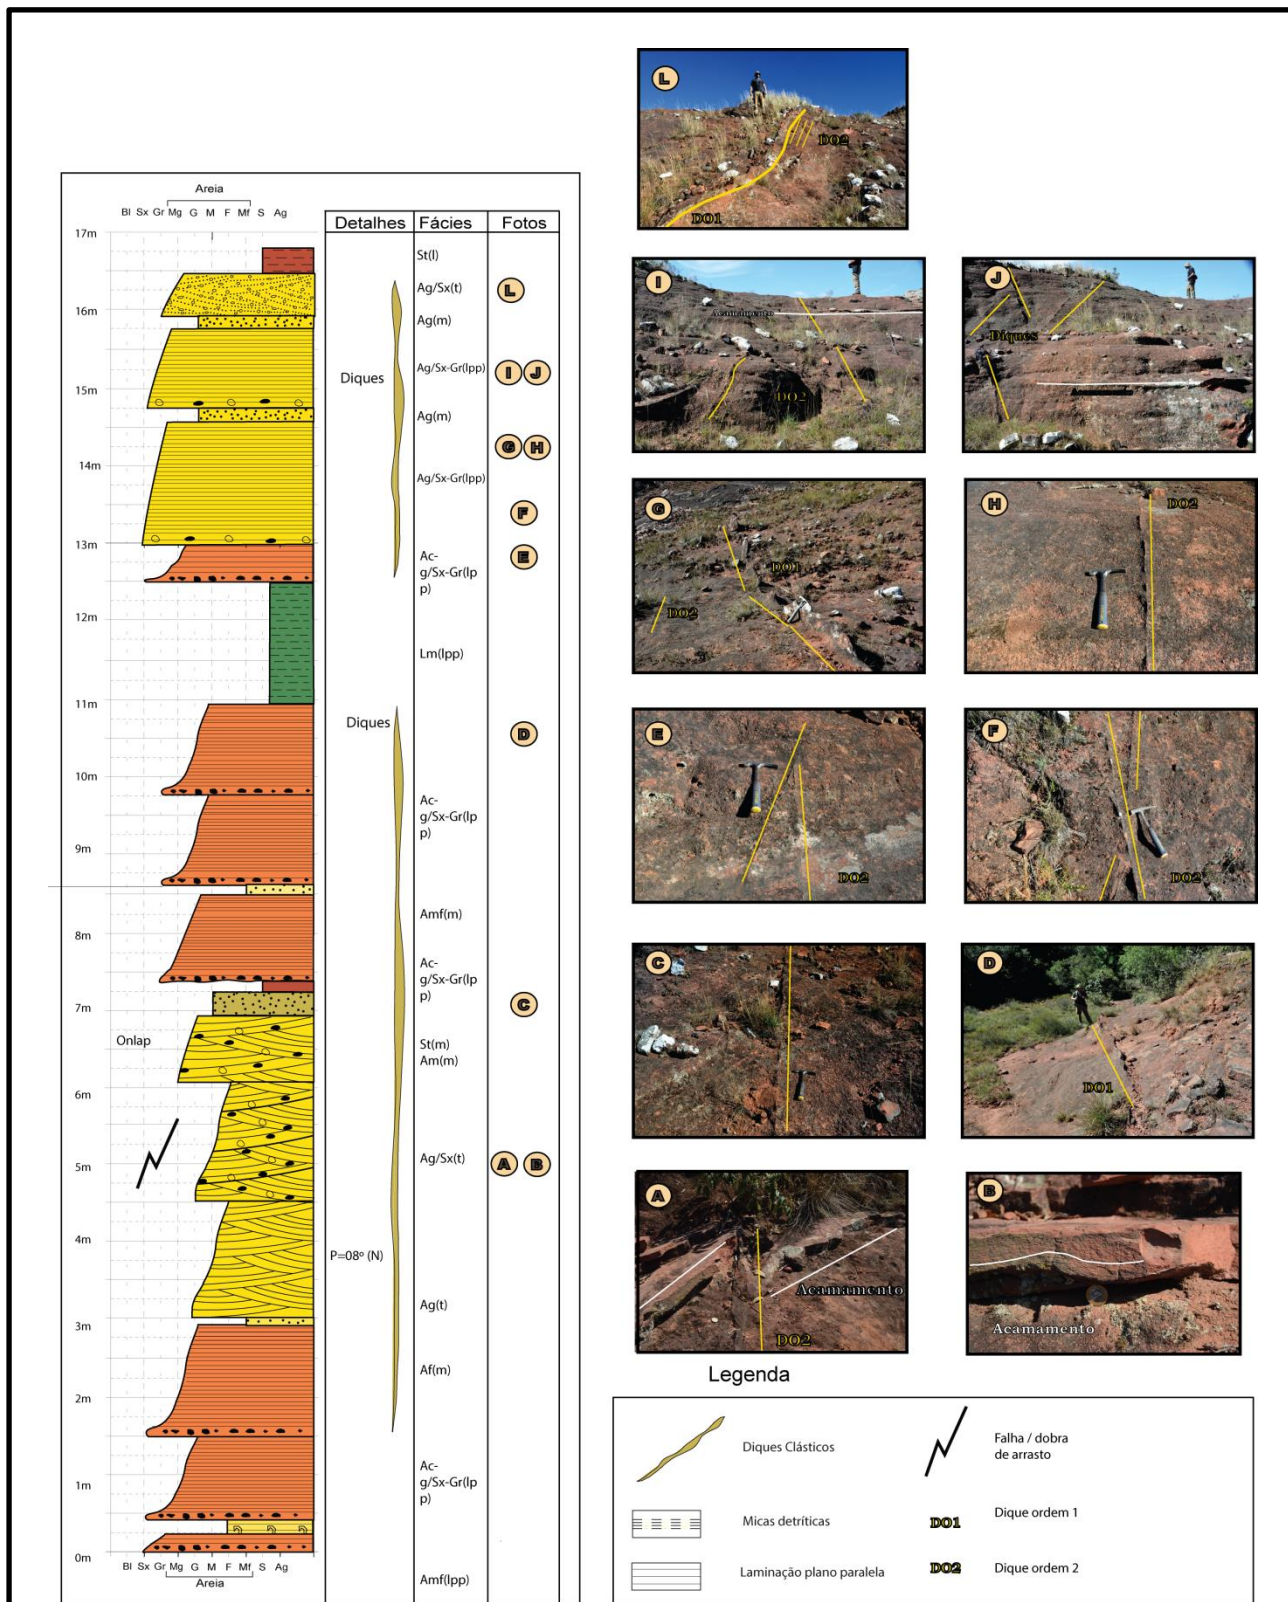 Areia
Bl Sx Gr Mg G M F Mf S Ag
Detalhes
Fácies
Fotos
17m
16m
15m
14m
13m
12m
11m
10m
9m
8m
7m
6m
5m
4m
3m
2m
1m
0m
Bl Sx Gr Mg G M F Mf S Ag
Areia
Diques
Diques
Onlap
P=08º (N)
St(l)
Ag/Sx(t)
Ag(m)
Ag/Sx-Gr(lpp)
Ag(m)
Ag/Sx-Gr(lpp)
Ac-
g/Sx-Gr(lp
p)
Lm(lpp)
Ac-
g/Sx-Gr(lp
p)
Amf(m)
Ac-
g/Sx-Gr(lp
p)
St(m)
Am(m)
Ag/Sx(t)
Ag(t)
Af(m)
Ac-
g/Sx-Gr(lp
p)
Amf(lpp)
L
I J
G H
F
E
D
C
A B
L
DO2
DO1
I
Acamamento
DO2
J
Diques
Acamamento
G
DO1
DO2
H
DO2
E
DO2
F
DO2
C
D
DO1
A
Acamamento
DO2
B
Acamamento
Legenda
Diques Clásticos
Falha / dobra
de arrasto
Micas detríticas
DO1 Dique ordem 1
Laminação plano paralela
DO2 Dique ordem 2